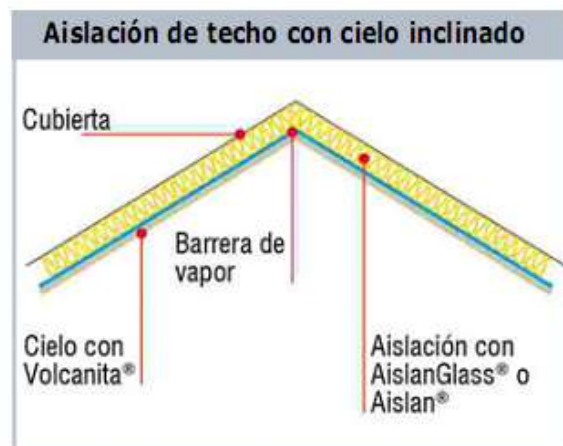 Aislación de techo con cielo inclinado
Cubierta
Barrera de
vapor
Cielo con
Volcanita®
Aislación con
AislanGlass® o
Aislan®